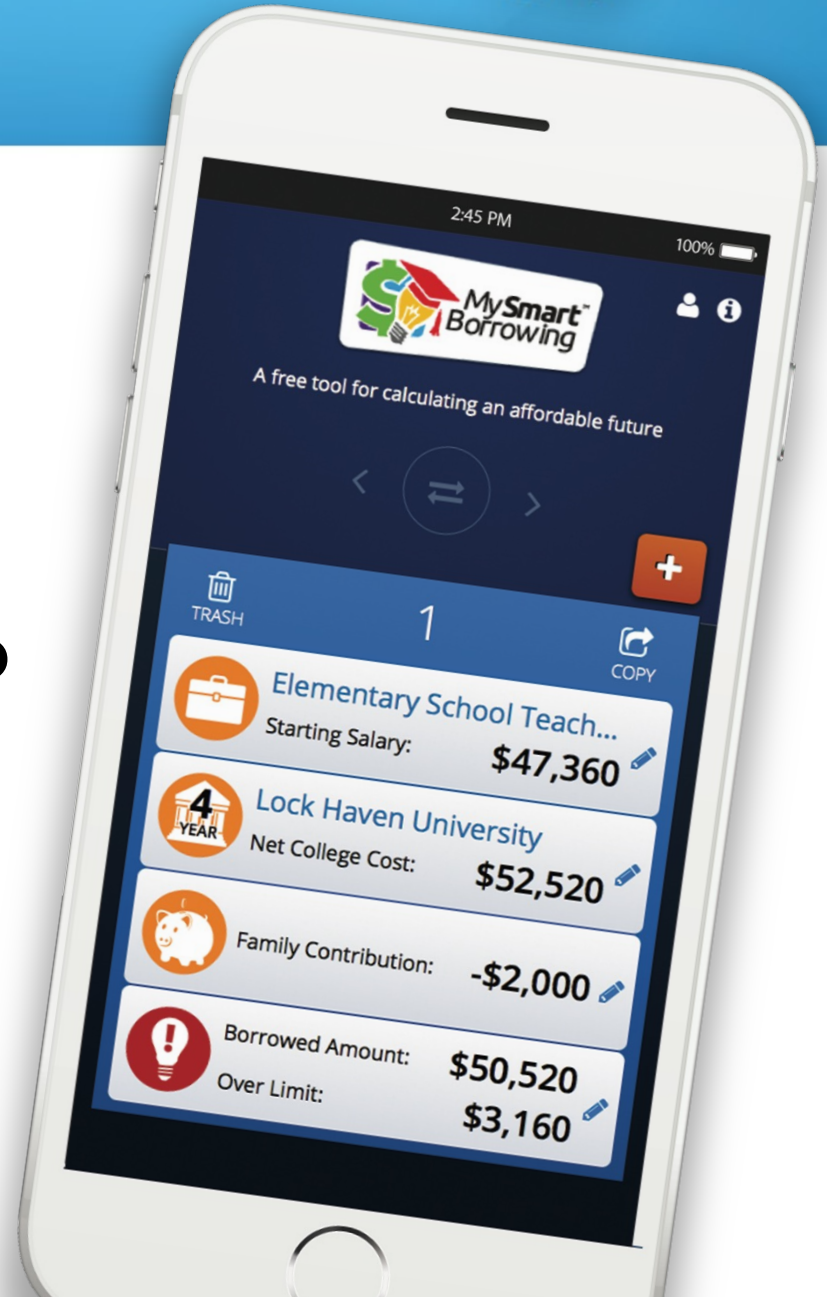 2:45 PM
100%
My Smart™
Borrowing
A free tool for calculating an affordable future
TRASH
1
COPY
Elementary School Teach...
Starting Salary:
$47,360
4
YEAR
Lock Haven University
Net College Cost:
$52,520
Family Contribution:
-$2,000
Borrowed Amount:
$50,520
Over Limit:
$3,160